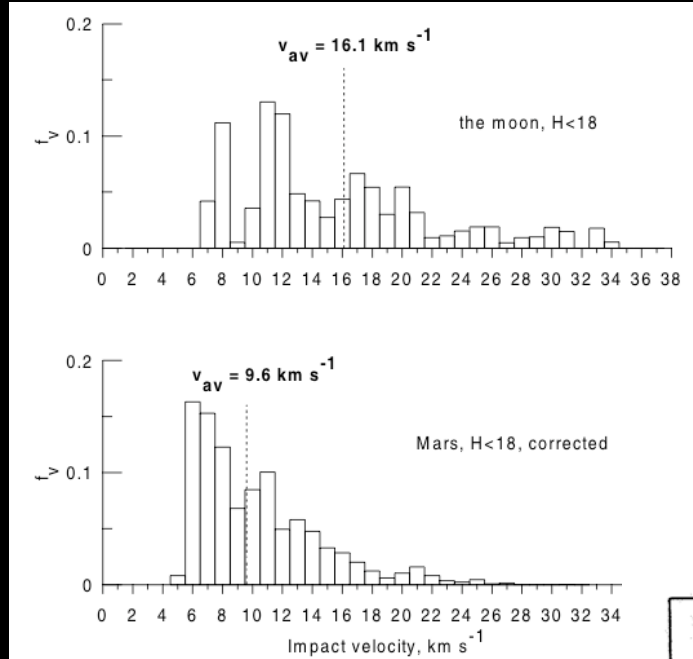 0.2
v_av = 16.1 km s^-1
the moon, H<18
f_v
0.1
0
0 2 4 6 8 10 12 14 16 18 20 22 24 26 28 30 32 34 36 38
0.2
v_av = 9.6 km s^-1
Mars, H<18, corrected
f_v
0.1
0
0 2 4 6 8 10 12 14 16 18 20 22 24 26 28 30 32 34
Impact velocity, km s^-1